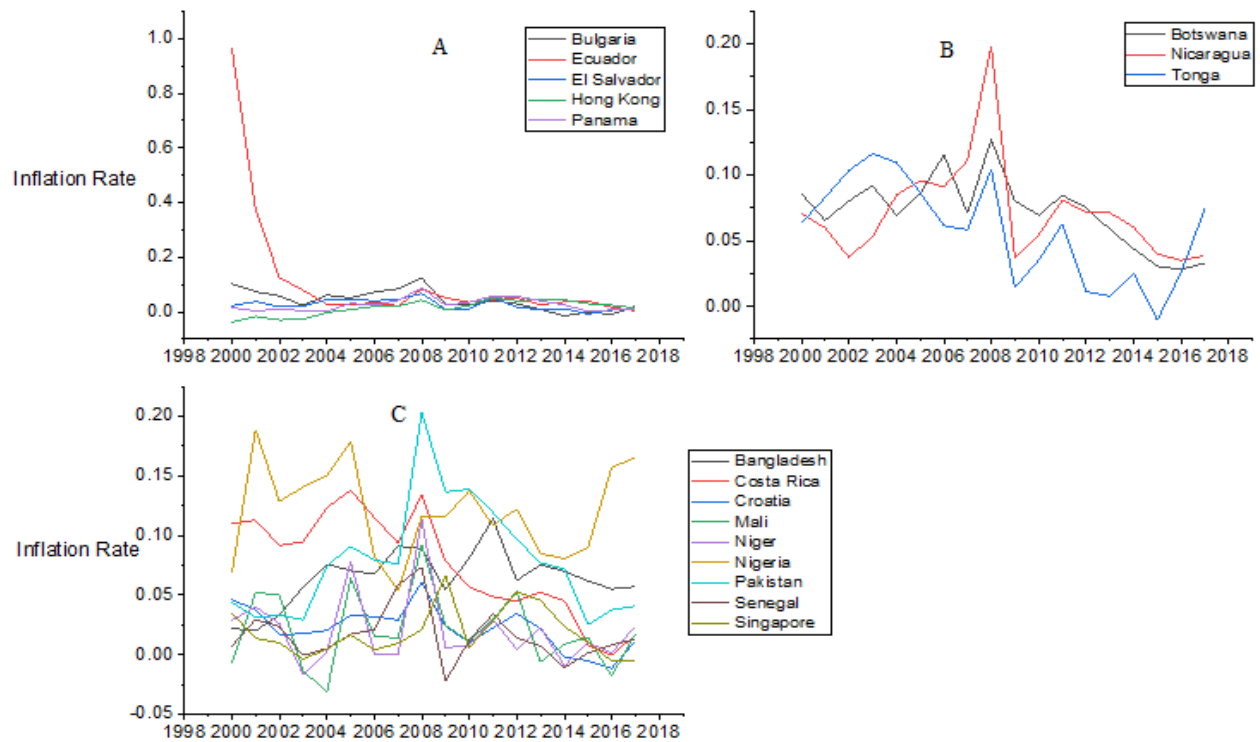 A
Bulgaria
Ecuador
El Salvador
Hong Kong
Panama
1.0
0.8
0.6
0.4
0.2
0.0
Inflation Rate
1998 2000 2002 2004 2006 2008 2010 2012 2014 2016 2018
B
Botswana
Nicaragua
Tonga
0.20
0.15
0.10
0.05
0.00
1998 2000 2002 2004 2006 2008 2010 2012 2014 2016 2018
C
0.20
0.15
0.10
0.05
0.00
-0.05
Inflation Rate
Bangladesh
Costa Rica
Croatia
Mali
Niger
Nigeria
Pakistan
Senegal
Singapore
1998 2000 2002 2004 2006 2008 2010 2012 2014 2016 2018